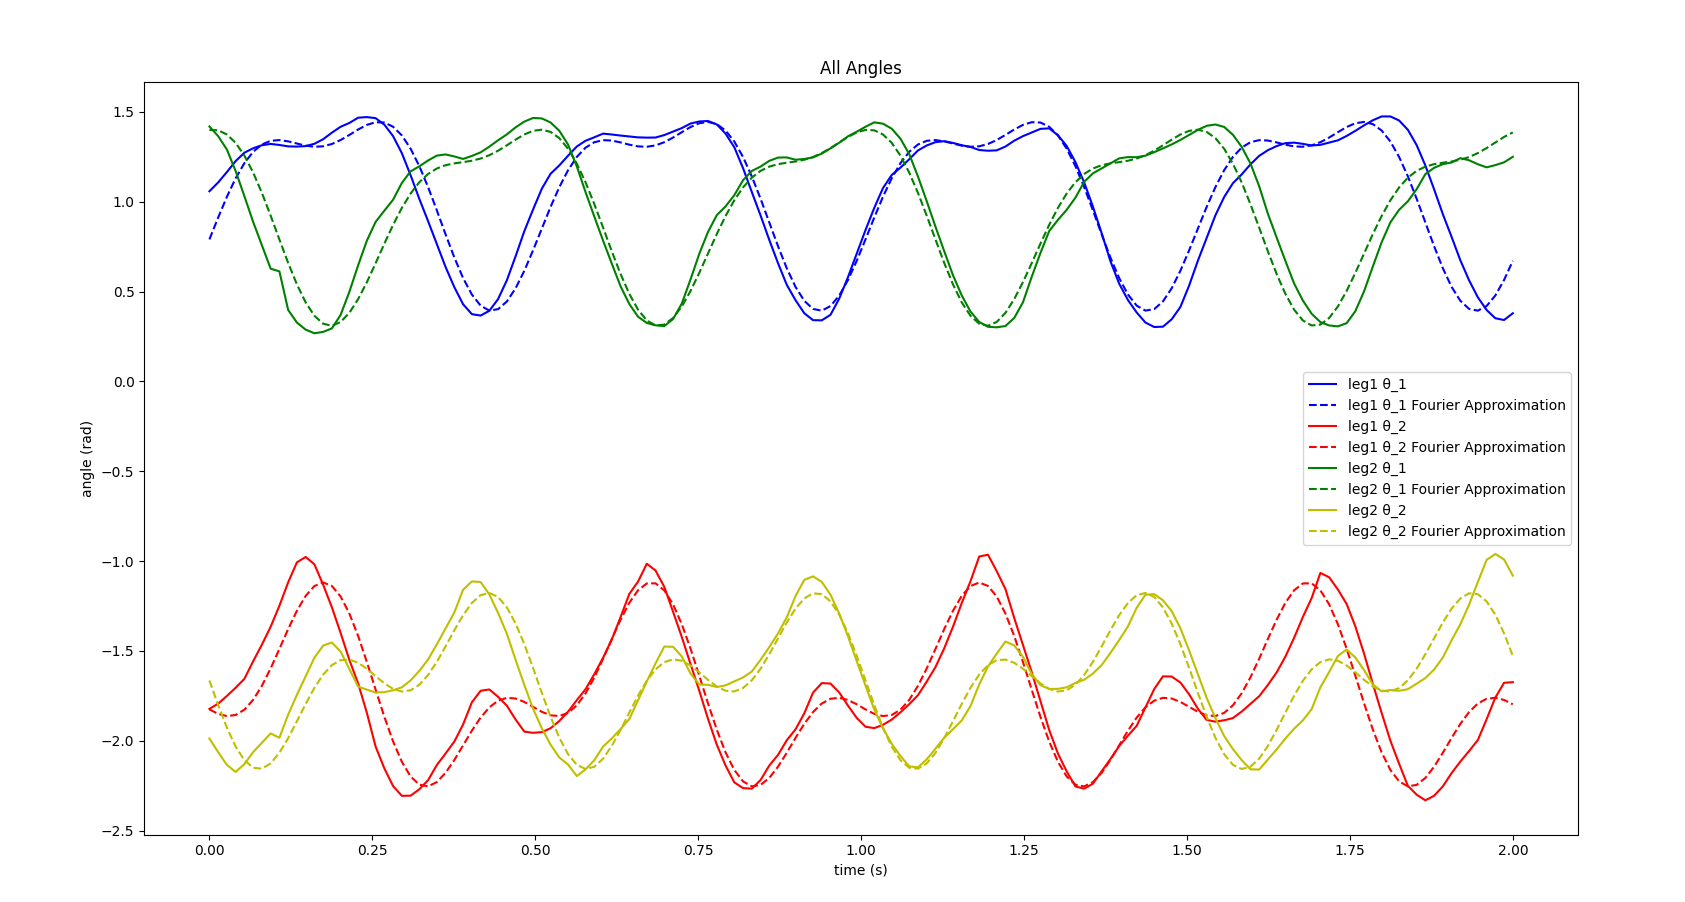 All Angles
1.5
1.0
0.5
0.0
−0.5
−1.0
−1.5
−2.0
−2.5
angle (rad)
leg1 θ_1
leg1 θ_1 Fourier Approximation
leg1 θ_2
leg1 θ_2 Fourier Approximation
leg2 θ_1
leg2 θ_1 Fourier Approximation
leg2 θ_2
leg2 θ_2 Fourier Approximation
0.00 0.25 0.50 0.75 1.00 1.25 1.50 1.75 2.00
time (s)